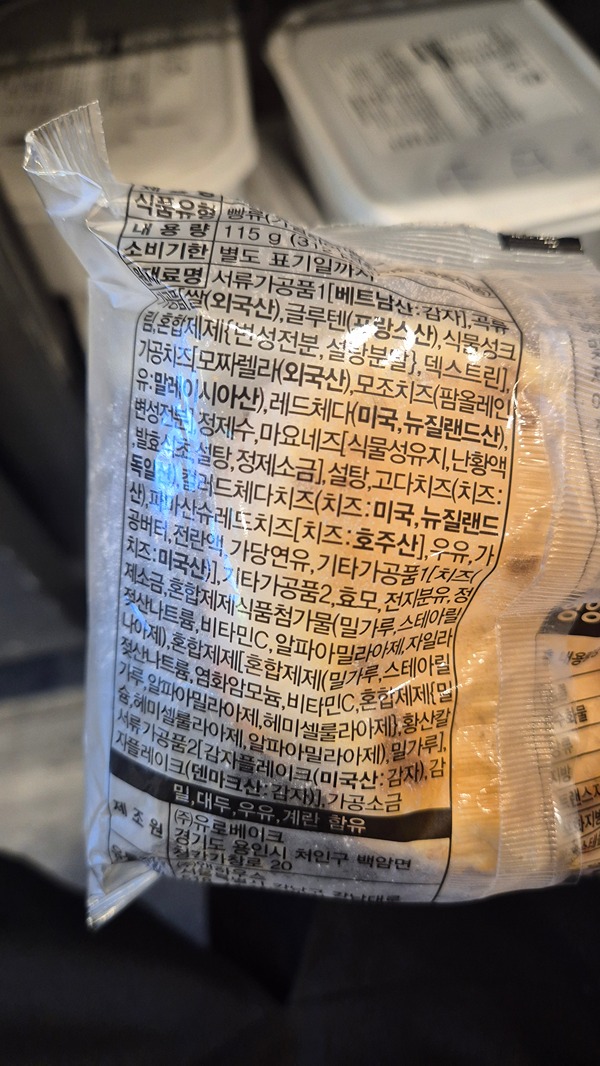 식품유형 빵류
내용량 115 g
소비기한 별도 표기일까지
원재료명 서류가공품1[베트남산:감자],곡류
(외국산),글루텐(프랑스산),식물성크
림,혼합제제{변성전분,설탕분말},덱스트린],
가공치즈[모짜렐라(외국산),모조치즈(팜올레인
유:말레이시아산),레드체다(미국,뉴질랜드산),
변성전분],정제수,마요네즈[식물성유지,난황액
,발효식초,설탕,정제소금],설탕,고다치즈(치즈:
독일산),컬러드체다치즈(치즈:미국,뉴질랜드
산),파마산슈레드치즈[치즈:호주산],우유,가
공버터,전란액,가당연유,기타가공품1[치즈(
치즈:미국산)],기타가공품2,효모,전지분유,정
제소금,혼합제제식품첨가물(밀가루,스테아릴
젖산나트륨,비타민C,알파아밀라아제,자일라
나아제),혼합제제[혼합제제(밀가루,스테아릴
젖산나트륨,염화암모늄,비타민C,혼합제제{밀
가루,알파아밀라아제,헤미셀룰라아제},황산칼
슘,헤미셀룰라아제,알파아밀라아제),밀가루],
서류가공품2[감자플레이크(미국산:감자),감
자플레이크(덴마크산:감자)],가공소금
밀,대두,우유,계란 함유
제조원 ㈜유로베이크
경기도 용인시 처인구 백암면
20